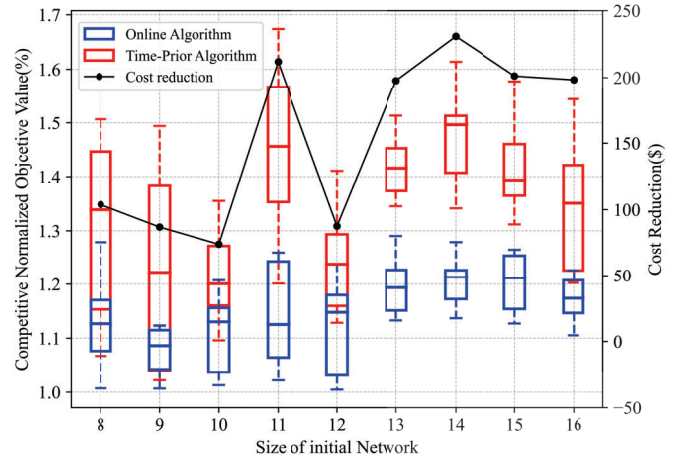 Online Algorithm
Time-Prior Algorithm
Cost reduction
Competitive Normalized Objcetive Value(%)
1.7
1.6
1.5
1.4
1.3
1.2
1.1
1.0
250
200
150
100
50
0
−50
Cost Reduction($)
8 9 10 11 12 13 14 15 16
Size of initial Network